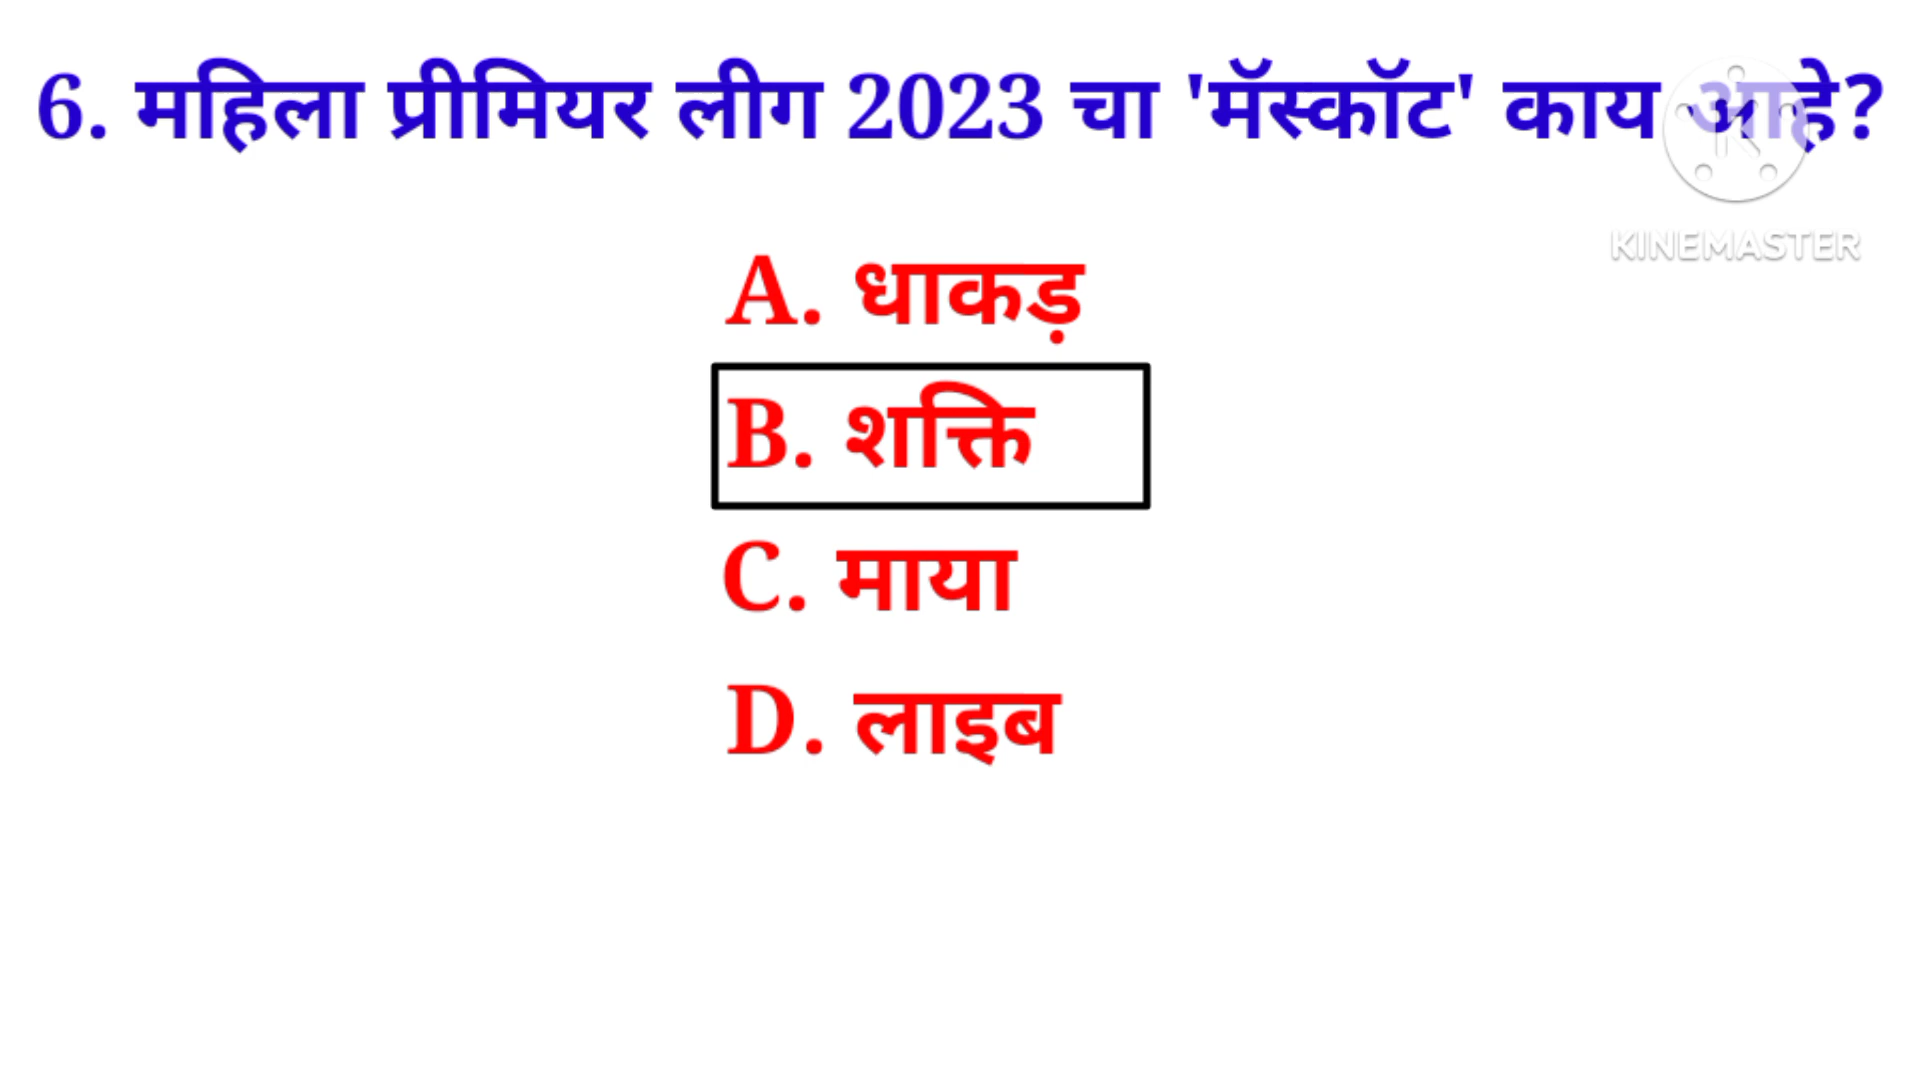 6. महिला प्रीमियर लीग 2023 चा 'मॅस्कॉट' काय आहे?
KINEMASTER
A. धाकड़
B. शक्ति
C. माया
D. लाइब